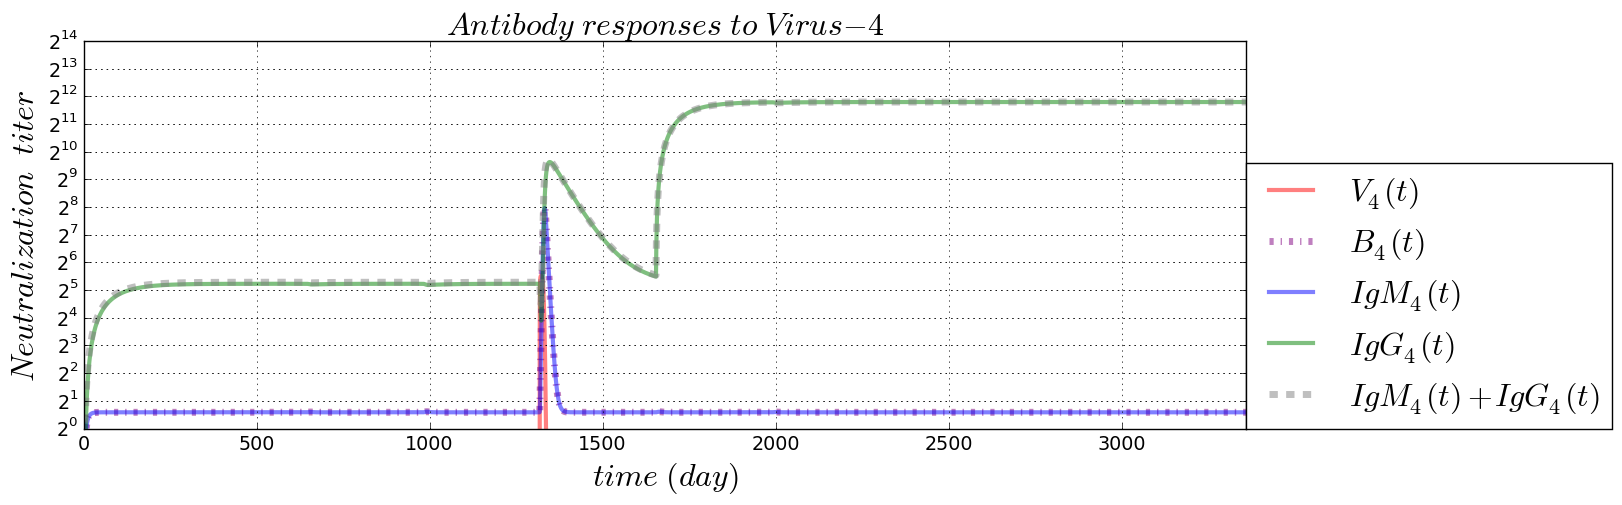 Antibody responses to Virus−4
Neutralization titer
2^14
2^13
2^12
2^11
2^10
2^9
2^8
2^7
2^6
2^5
2^4
2^3
2^2
2^1
2^0
0 500 1000 1500 2000 2500 3000
time (day)
V_4(t)
B_4(t)
IgM_4(t)
IgG_4(t)
IgM_4(t)+IgG_4(t)